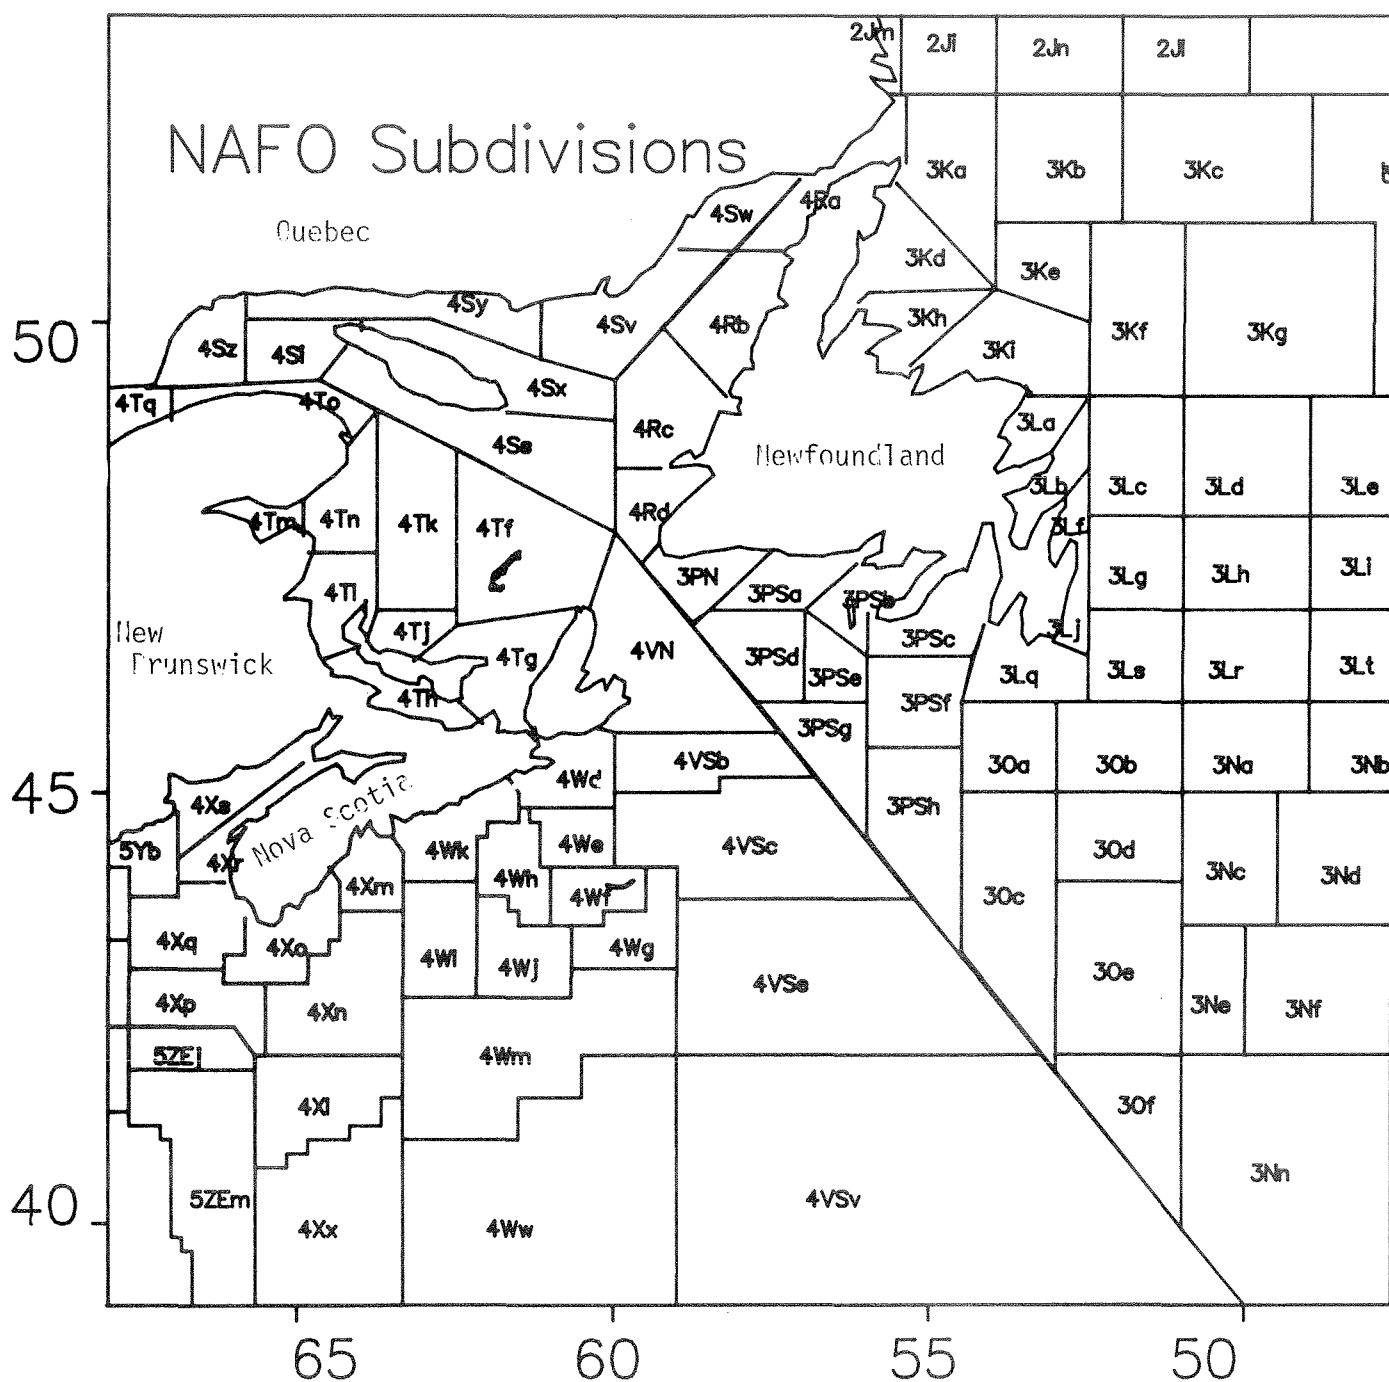 2Jm 2Ji 2Jn 2Jl
NAFO Subdivisions
3Ka 3Kb 3Kc
4Sw 4Ra
Quebec
3Kd 3Ke
4Sy 4Sv 4Rb 3Kh 3Kf 3Kg
50
4Sz 4Si 3Ki
4Tq 4To 4Sx
4Ss 4Rc 3La
Newfoundland
3Lb 3Lc 3Ld 3Le
4Tm 4Tn 4Tk 4Tf 4Rd 3Lf
3PN 3Lg 3Lh 3Li
4Tl 3PSa 3PSb
New
4Tj 3PSc 3Lj
Brunswick
4Tg 4VN 3PSd 3PSe 3Lq 3Ls 3Lr 3Lt
4Th 3PSf
3PSg
4VSb 3Oa 3Ob 3Na 3Nb
45
4Xs 4Wd 3PSh
Nova Scotia
5Yb 4Xr 4Wk 4We 4VSc 3Od
4Xm 4Wh 4Wf 3Oc 3Nc 3Nd
4Xq 4Xo 4Wi 4Wj 4Wg
4VSe 3Oe
4Xp 4Xn 3Ne 3Nf
5ZEj 4Wm
4Xl 3Of
3Nn
40
5ZEm 4Xx 4Ww 4VSv
65 60 55 50